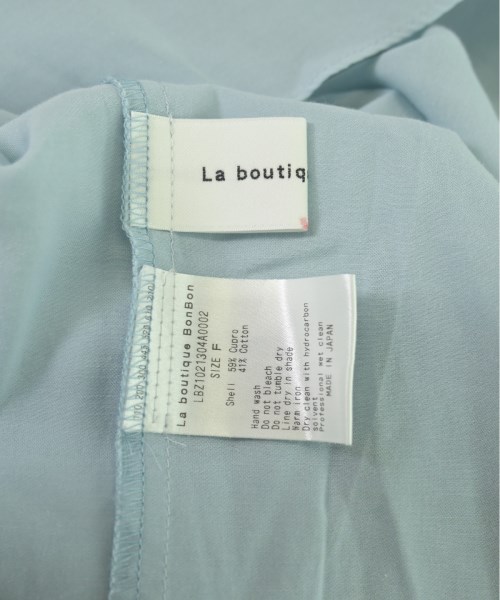 La boutiq
La boutique BonBon
LBZ1021304A0002
SIZE F
Shell 59% Cupro
41% Cotton
Hand Wash
Do not bleach
Do not tumble dry
Line dry in shade
Warm iron
Dry clean with hydrocarbon
solvent
Professional wet clean
MADE IN JAPAN